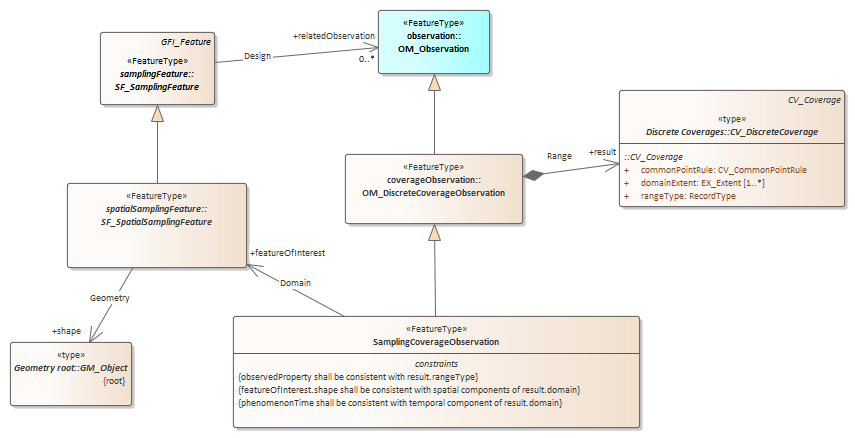 «FeatureType»
observation::
OM_Observation
GFI_Feature
«FeatureType»
samplingFeature::
SF_SamplingFeature
+relatedObservation
Design
0..*
CV_Coverage
«type»
Discrete Coverages::CV_DiscreteCoverage
::CV_Coverage
+ commonPointRule: CV_CommonPointRule
+ domainExtent: EX_Extent [1..*]
+ rangeType: RecordType
Range
+result
«FeatureType»
coverageObservation::
OM_DiscreteCoverageObservation
«FeatureType»
spatialSamplingFeature::
SF_SpatialSamplingFeature
+featureOfInterest
Domain
Geometry
+shape
«type»
Geometry root::GM_Object
{root}
«FeatureType»
SamplingCoverageObservation
constraints
{observedProperty shall be consistent with result.rangeType}
{featureOfInterest.shape shall be consistent with spatial components of result.domain}
{phenomenonTime shall be consistent with temporal component of result.domain}